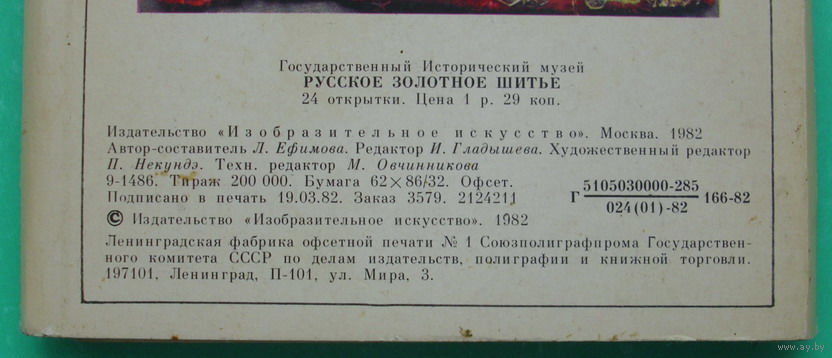 Государственный Исторический музей
РУССКОЕ ЗОЛОТНОЕ ШИТЬЕ
24 открытки. Цена 1 р. 29 коп.
Издательство «Изобразительное искусство». Москва. 1982
Автор-составитель Л. Ефимова. Редактор И. Гладышева. Художественный редактор
П. Некундэ. Техн. редактор М. Овчинникова
9-1486. Тираж 200 000. Бумага 62×86/32. Офсет.
Подписано в печать 19.03.82. Заказ 3579. 2124211
Г 5105030000-285 / 024(01)-82 166-82
© Издательство «Изобразительное искусство». 1982
Ленинградская фабрика офсетной печати № 1 Союзполиграфпрома Государствен-
ного комитета СССР по делам издательств, полиграфии и книжной торговли.
197101, Ленинград, П-101, ул. Мира, 3.
www.ay.by